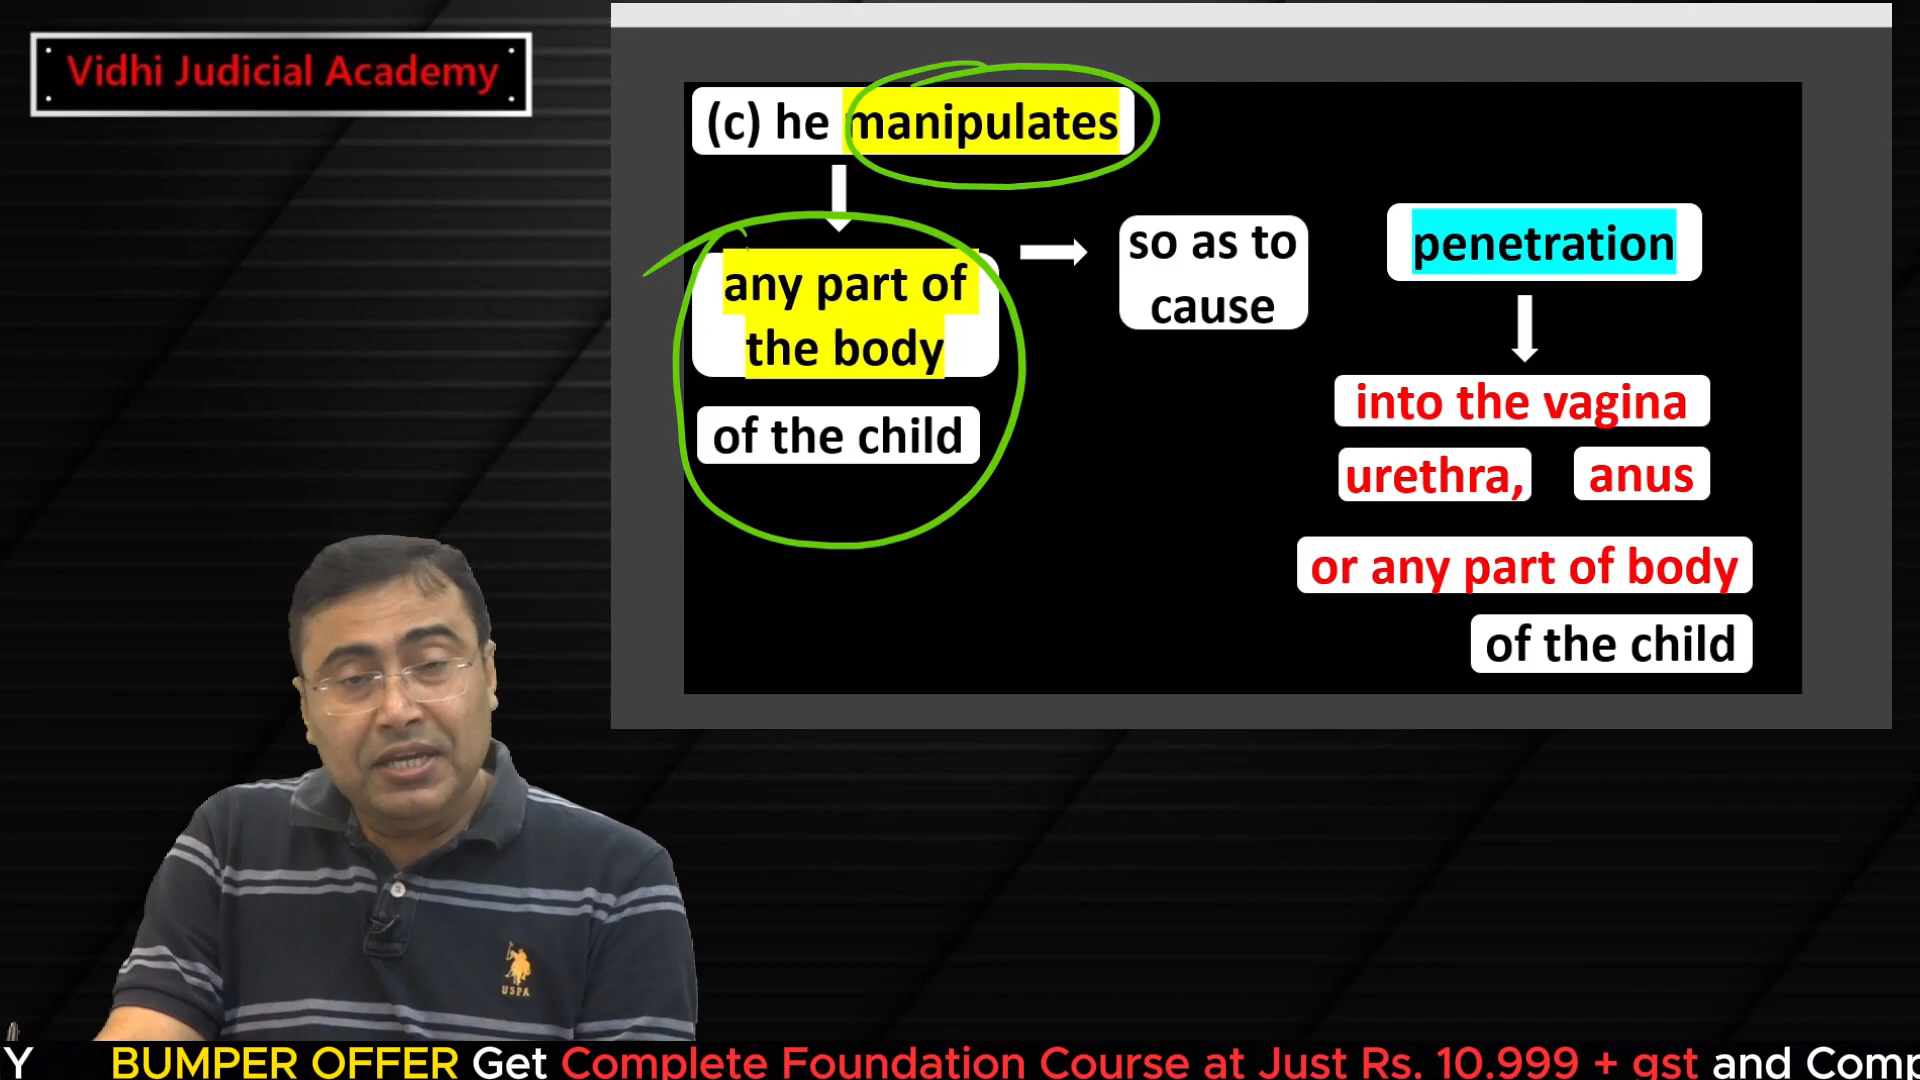 Vidhi Judicial Academy
(c) he manipulates
any part of
the body
of the child
so as to
cause
penetration
into the vagina
urethra, anus
or any part of body
of the child
USPA
Y BUMPER OFFER Get Complete Foundation Course at Just Rs. 10.999 + gst and Comp